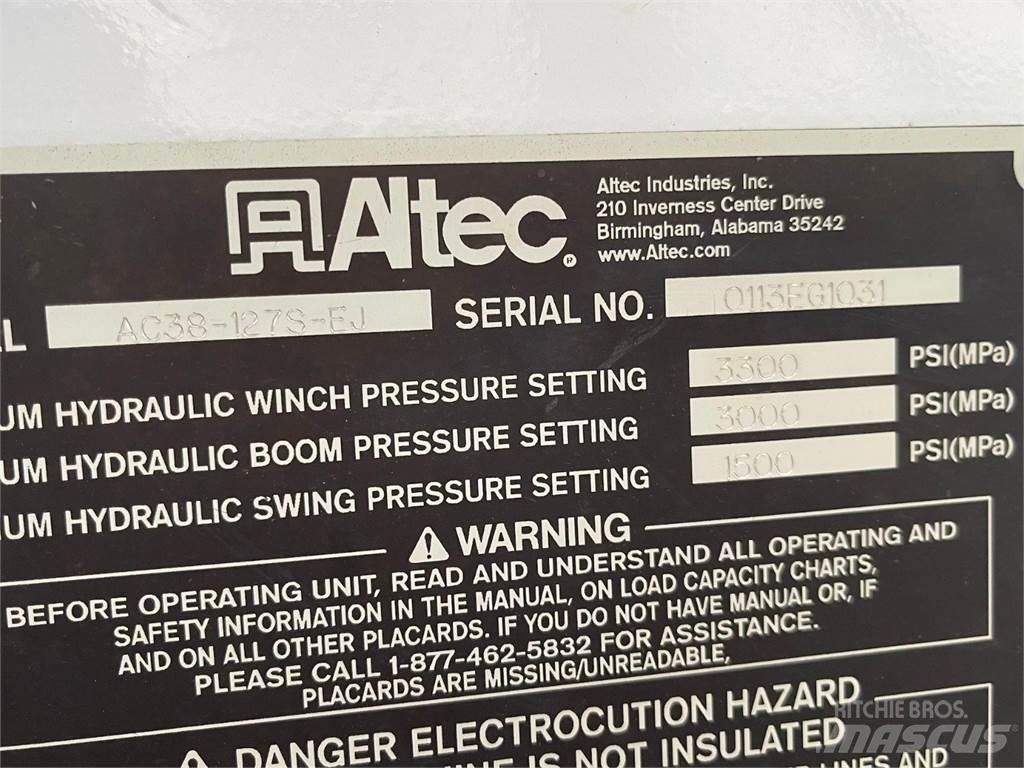 Altec®
Altec Industries, Inc.
210 Inverness Center Drive
Birmingham, Alabama 35242
www.Altec.com
EL AC38-127S-EJ SERIAL NO. 0113EG1031
UM HYDRAULIC WINCH PRESSURE SETTING 3300 PSI(MPa)
UM HYDRAULIC BOOM PRESSURE SETTING 3000 PSI(MPa)
UM HYDRAULIC SWING PRESSURE SETTING 1500 PSI(MPa)
WARNING
BEFORE OPERATING UNIT, READ AND UNDERSTAND ALL OPERATING AND
SAFETY INFORMATION IN THE MANUAL, ON LOAD CAPACITY CHARTS,
AND ON ALL OTHER PLACARDS. IF YOU DO NOT HAVE MANUAL OR, IF
PLEASE CALL 1-877-462-5832 FOR ASSISTANCE.
PLACARDS ARE MISSING/UNREADABLE,
DANGER ELECTROCUTION HAZARD
INE IS NOT INSULATED
LINES AND
RITCHIE BROS.
MASCUS